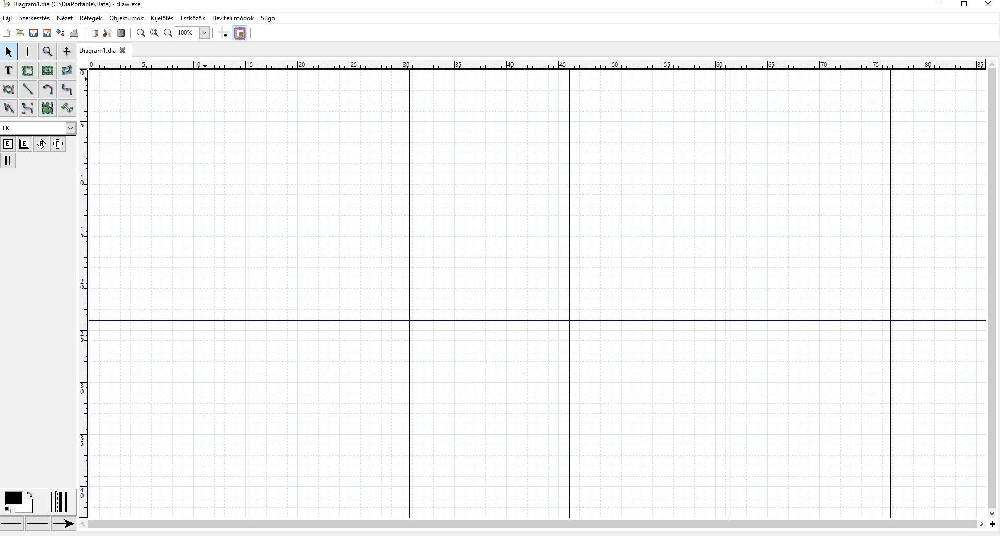 Diagram1.dia (C:\DiaPortable\Data) - diaw.exe
Fájl Szerkesztés Nézet Rétegek Objektumok Kijelölés Eszközök Beviteli módok Súgó
100%
Diagram1.dia
0 5 10 15 20 25 30 35 40 45 50 55 60 65 70 75 80 85
T
EK
E E R A
0
5
10
15
20
25
30
35
40